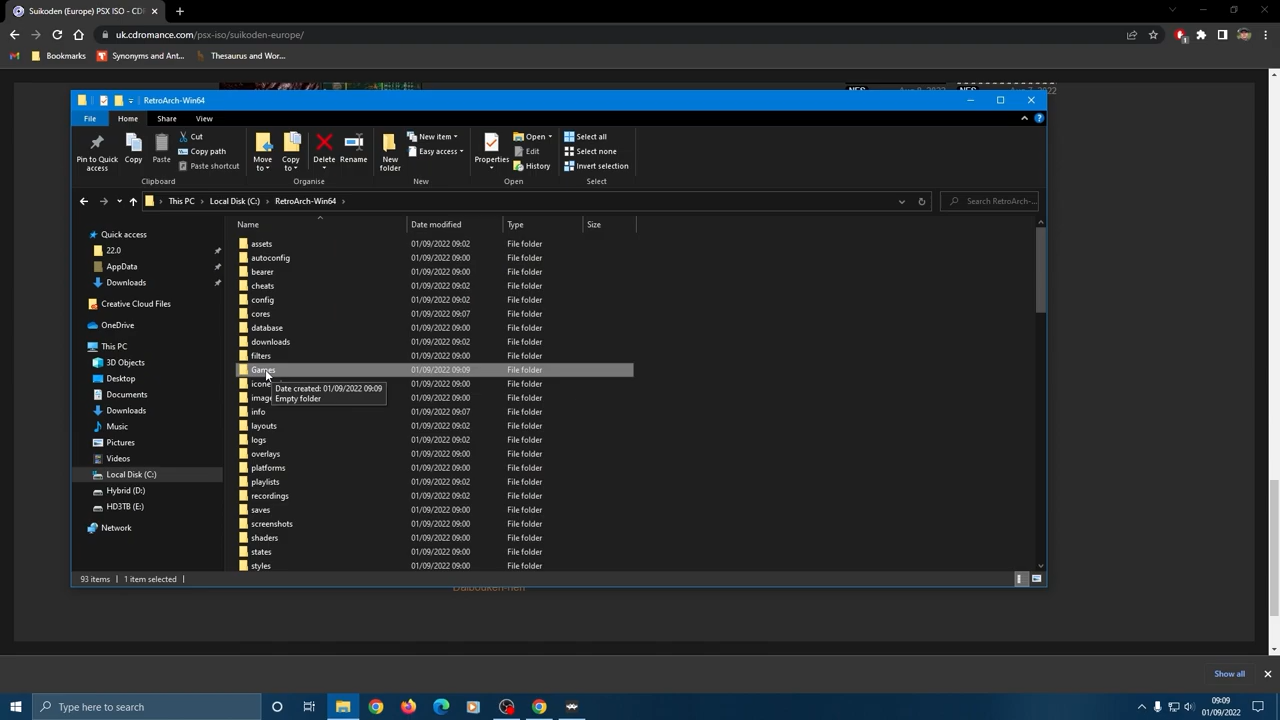 Suikoden (Europe) PSX ISO - CD
uk.cdromance.com/psx-iso/suikoden-europe/
Bookmarks
Synonyms and Ant...
Thesaurus and Wor...
NES
NES
RetroArch-Win64
File
Home
Share
View
Pin to Quick access
Copy
Paste
Cut
Copy path
Paste shortcut
Move to
Copy to
Delete
Rename
New folder
New item
Easy access
Properties
Open
Edit
History
Select all
Select none
Invert selection
Clipboard
Organise
New
Open
Select
This PC > Local Disk (C:) > RetroArch-Win64 >
Search RetroArch-...
Quick access
22.0
AppData
Downloads
Creative Cloud Files
OneDrive
This PC
3D Objects
Desktop
Documents
Downloads
Music
Pictures
Videos
Local Disk (C:)
Hybrid (D:)
HD3TB (E:)
Network
Name Date modified Type Size
assets 01/09/2022 09:02 File folder
autoconfig 01/09/2022 09:00 File folder
bearer 01/09/2022 09:00 File folder
cheats 01/09/2022 09:02 File folder
config 01/09/2022 09:02 File folder
cores 01/09/2022 09:07 File folder
database 01/09/2022 09:00 File folder
downloads 01/09/2022 09:02 File folder
filters 01/09/2022 09:00 File folder
Games 01/09/2022 09:09 File folder
01/09/2022 09:00 File folder
01/09/2022 09:00 File folder
info 01/09/2022 09:07 File folder
layouts 01/09/2022 09:02 File folder
logs 01/09/2022 09:02 File folder
overlays 01/09/2022 09:02 File folder
platforms 01/09/2022 09:00 File folder
playlists 01/09/2022 09:02 File folder
recordings 01/09/2022 09:02 File folder
saves 01/09/2022 09:00 File folder
screenshots 01/09/2022 09:00 File folder
shaders 01/09/2022 09:00 File folder
states 01/09/2022 09:00 File folder
styles 01/09/2022 09:00 File folder
Date created: 01/09/2022 09:09
Empty folder
93 items
1 item selected
Show all
Type here to search
09:09
01/09/2022